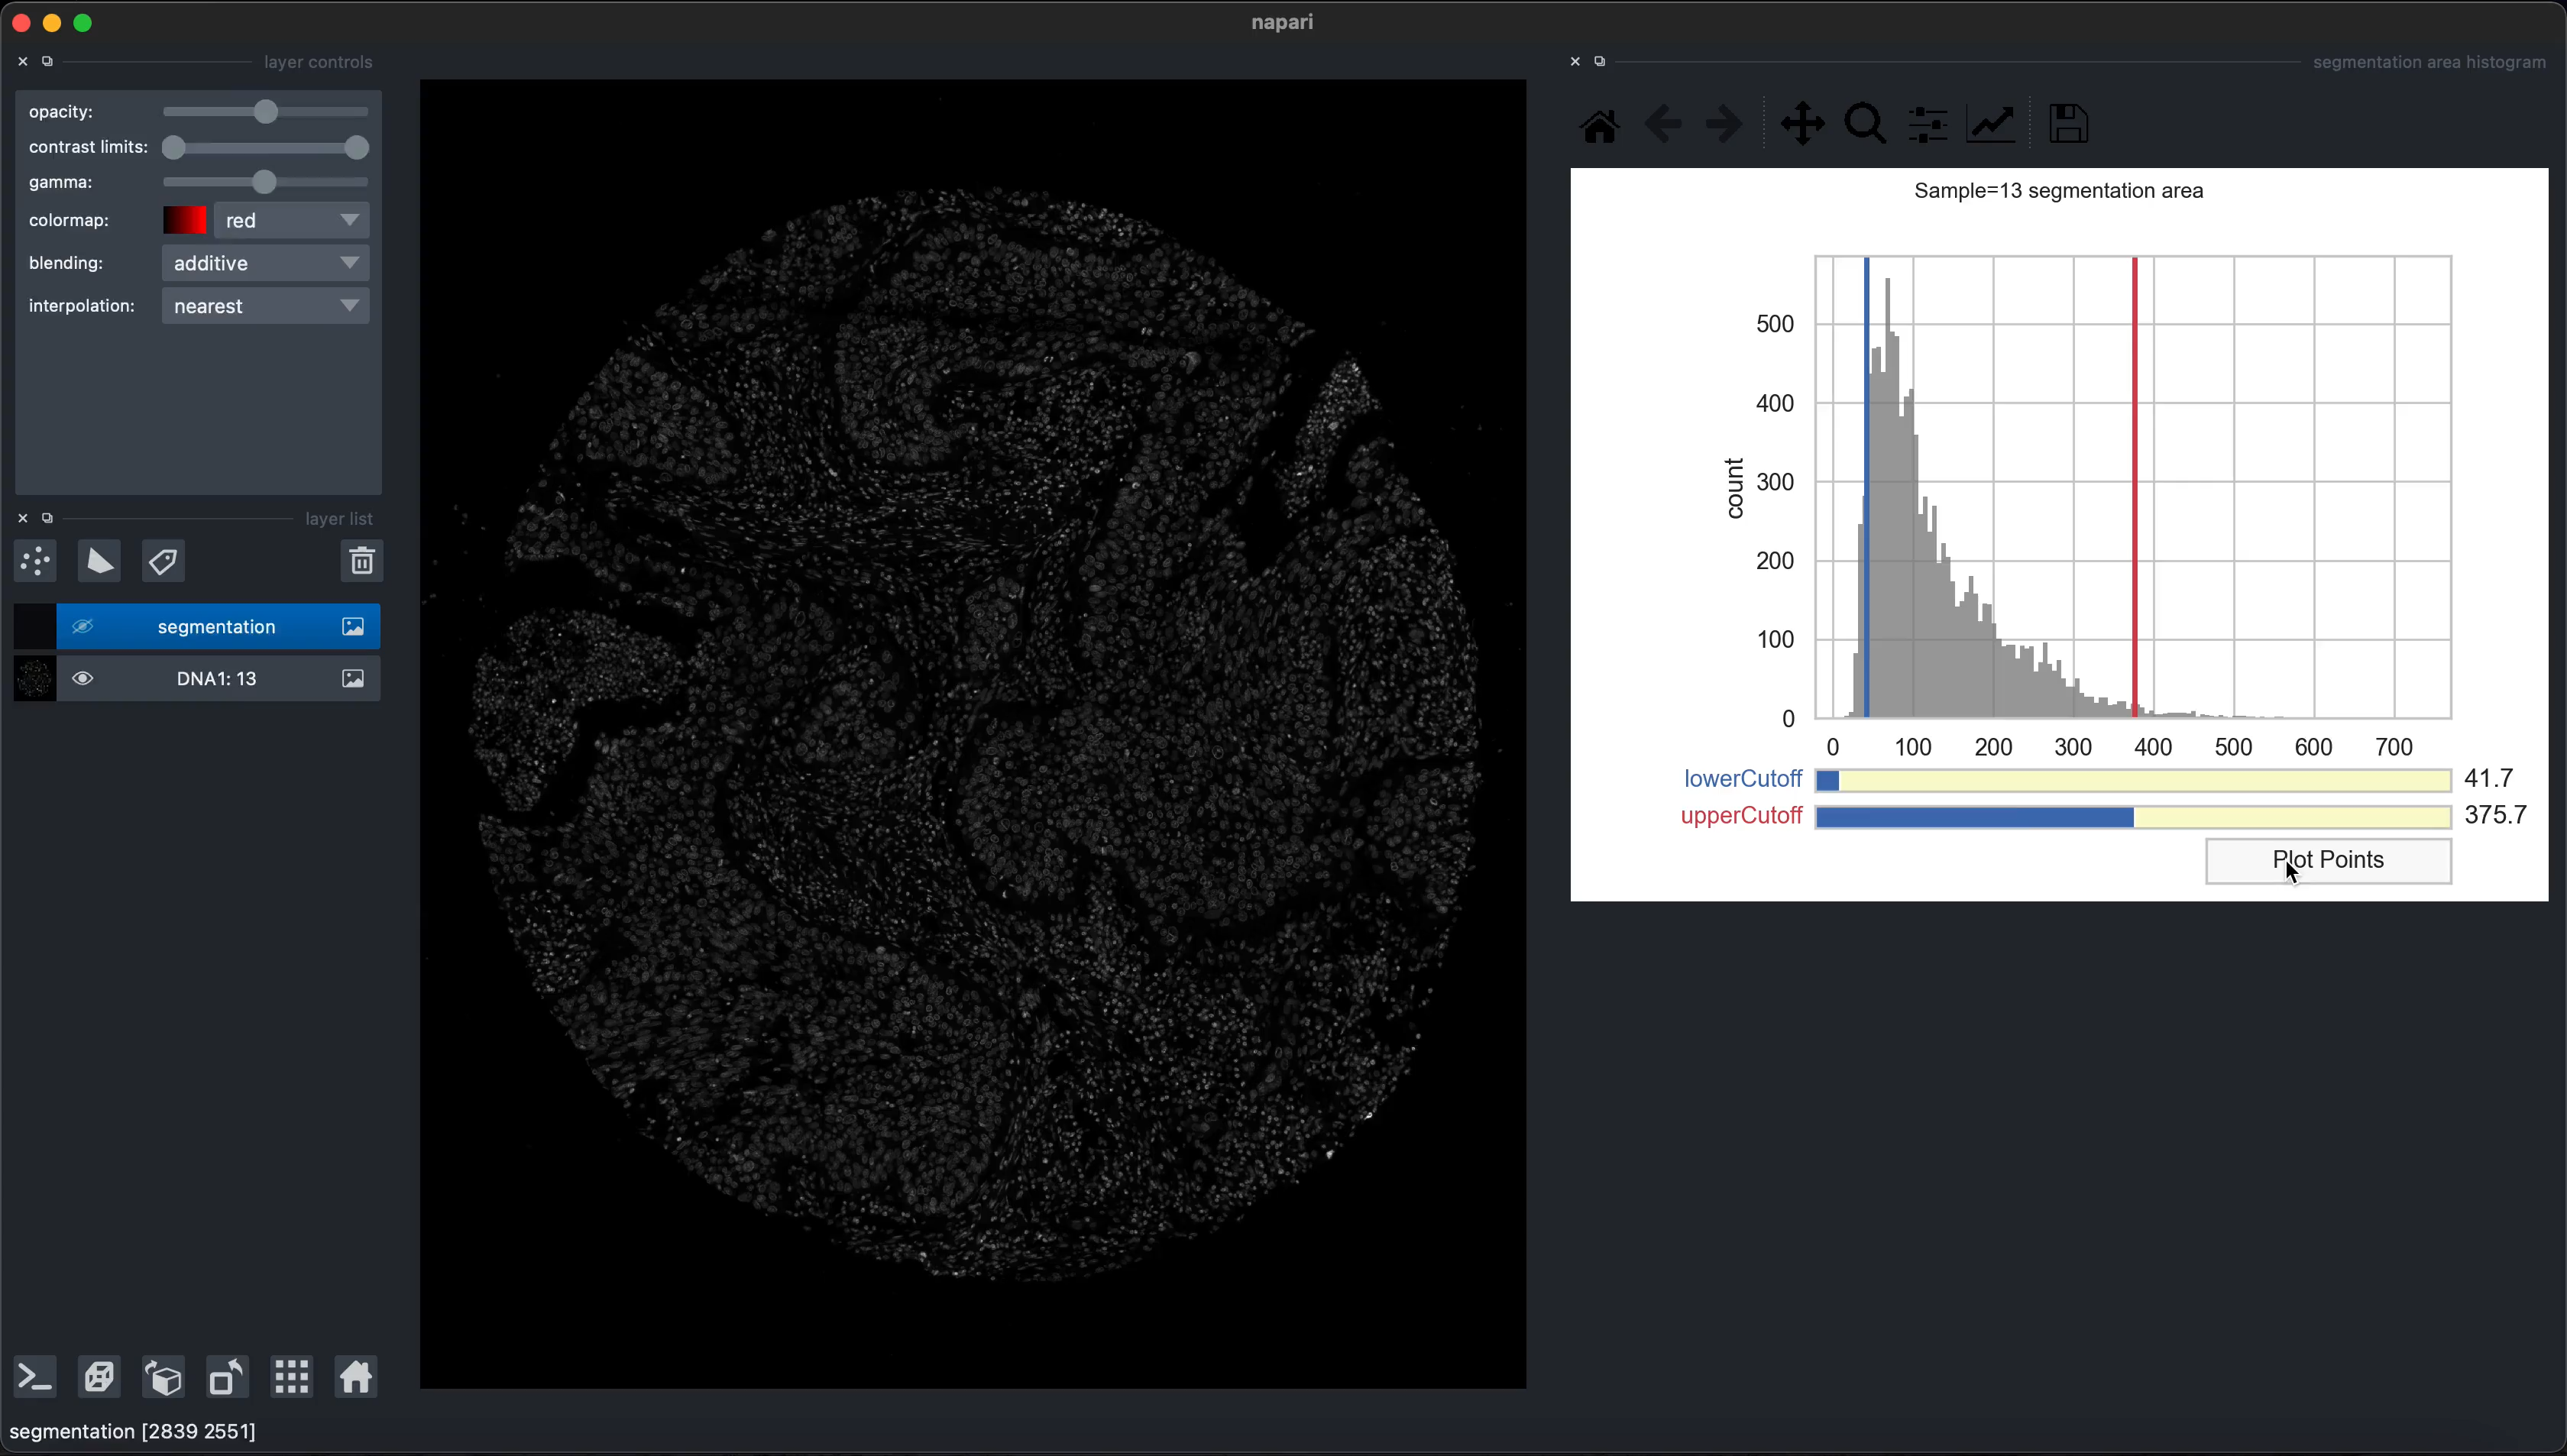 napari
layer controls
opacity:
contrast limits:
gamma:
colormap: red
blending: additive
interpolation: nearest
layer list
segmentation
DNA1: 13
segmentation [2839 2551]
segmentation area histogram
Sample=13 segmentation area
count
500
400
300
200
100
0
0 100 200 300 400 500 600 700
lowerCutoff 41.7
upperCutoff 375.7
Plot Points